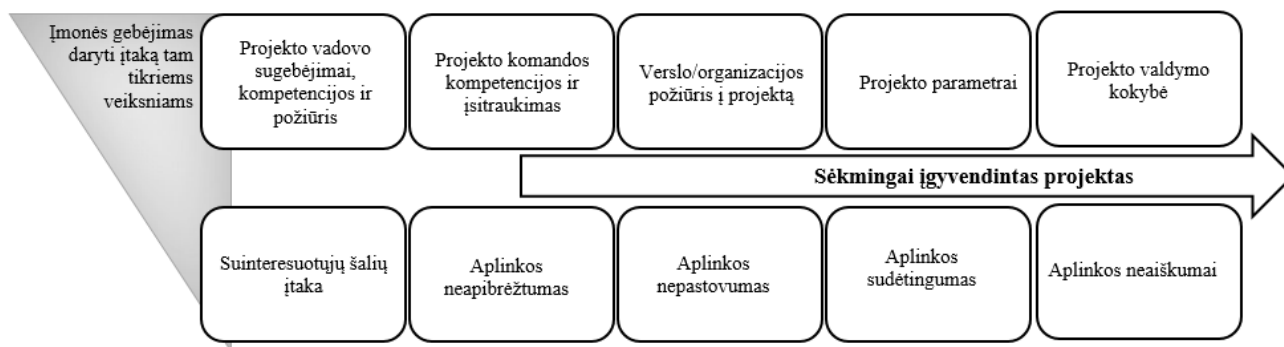 Įmonės gebėjimas
daryti įtaką tam
tikriems
veiksniams
Projekto vadovo
sugebėjimai,
kompetencijos ir
požiūris
Projekto komandos
kompetencijos ir
įsitraukimas
Verslo/organizacijos
požiūris į projektą
Projekto parametrai
Projekto valdymo
kokybė
Sėkmingai įgyvendintas projektas
Suinteresuotųjų šalių
įtaka
Aplinkos
neapibrėžtumas
Aplinkos
nepastovumas
Aplinkos
sudėtingumas
Aplinkos neaiškumai